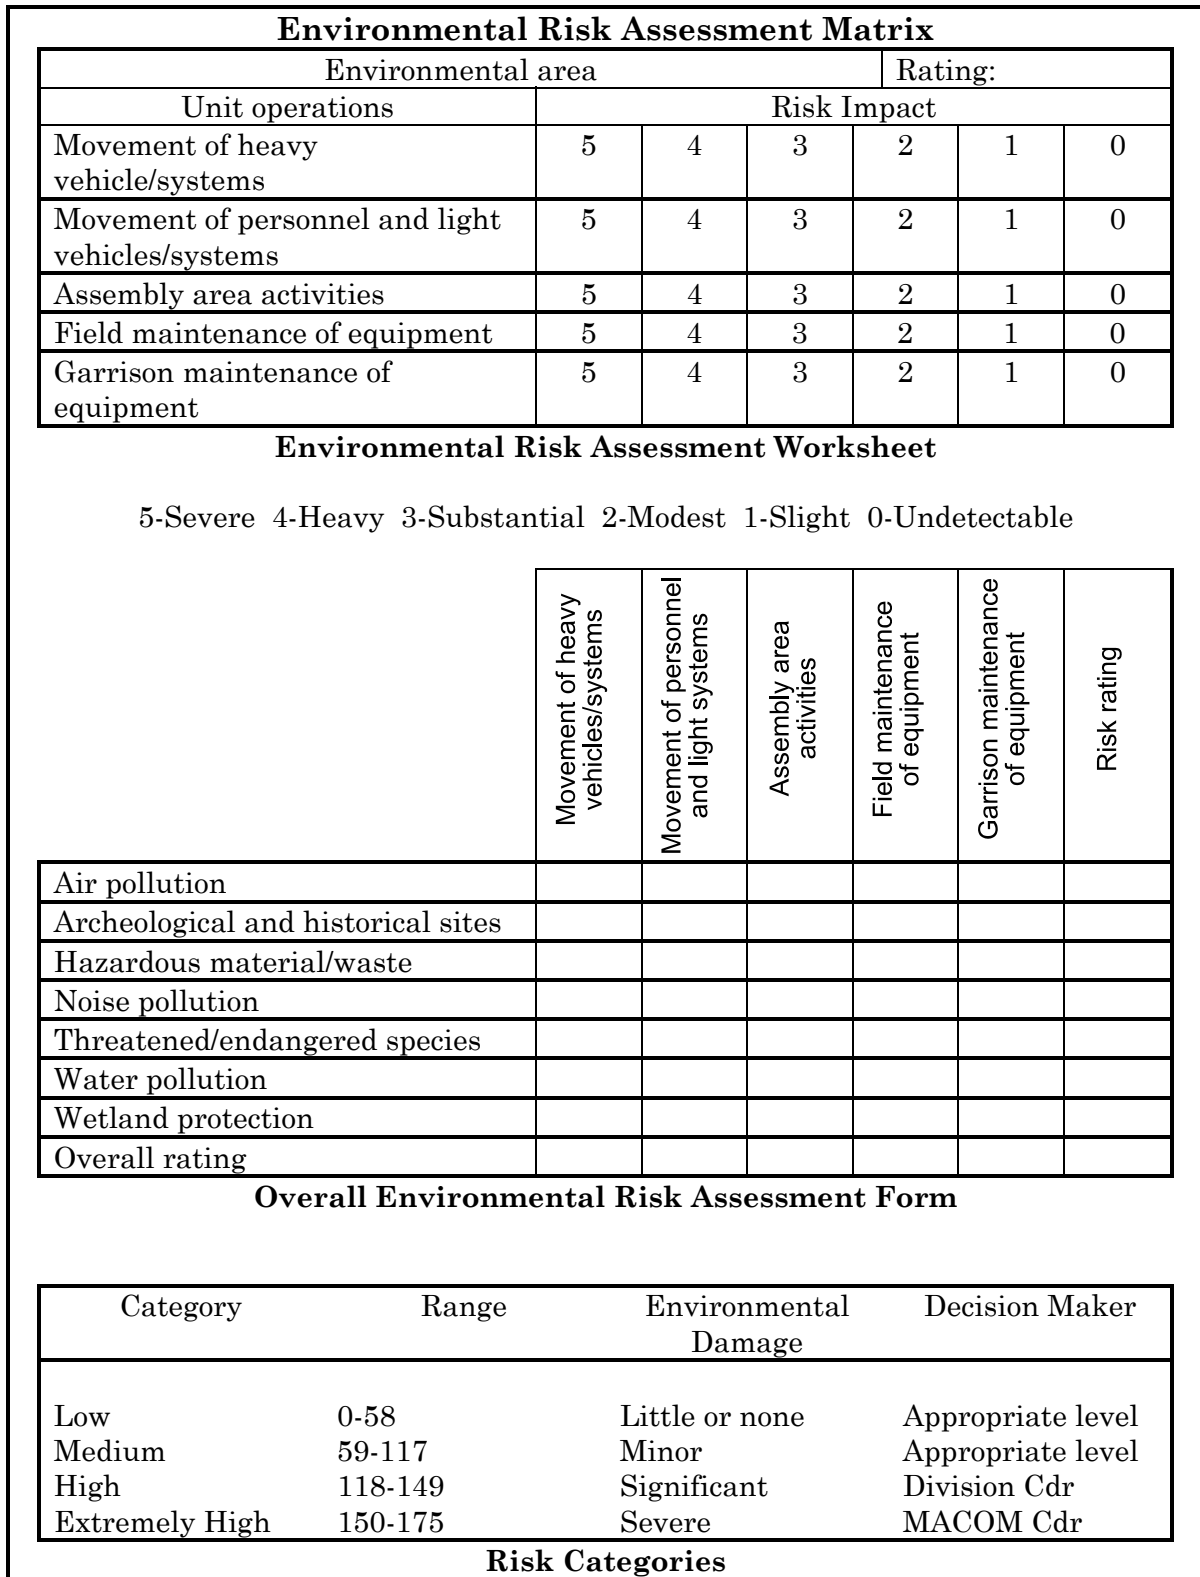 Environmental Risk Assessment Matrix
Environmental area Rating:
Unit operations Risk Impact
Movement of heavy 5 4 3 2 1 0
vehicle/systems
Movement of personnel and light 5 4 3 2 1 0
vehicles/systems
Assembly area activities 5 4 3 2 1 0
Field maintenance of equipment 5 4 3 2 1 0
Garrison maintenance of 5 4 3 2 1 0
equipment
Environmental Risk Assessment Worksheet
5-Severe 4-Heavy 3-Substantial 2-Modest 1-Slight 0-Undetectable
Movement of heavy
vehicles/systems
Movement of personnel
and light systems
Assembly area
activities
Field maintenance
of equipment
Garrison maintenance
of equipment
Risk rating
Air pollution
Archeological and historical sites
Hazardous material/waste
Noise pollution
Threatened/endangered species
Water pollution
Wetland protection
Overall rating
Overall Environmental Risk Assessment Form
Category Range Environmental Decision Maker
Damage
Low 0-58 Little or none Appropriate level
Medium 59-117 Minor Appropriate level
High 118-149 Significant Division Cdr
Extremely High 150-175 Severe MACOM Cdr
Risk Categories